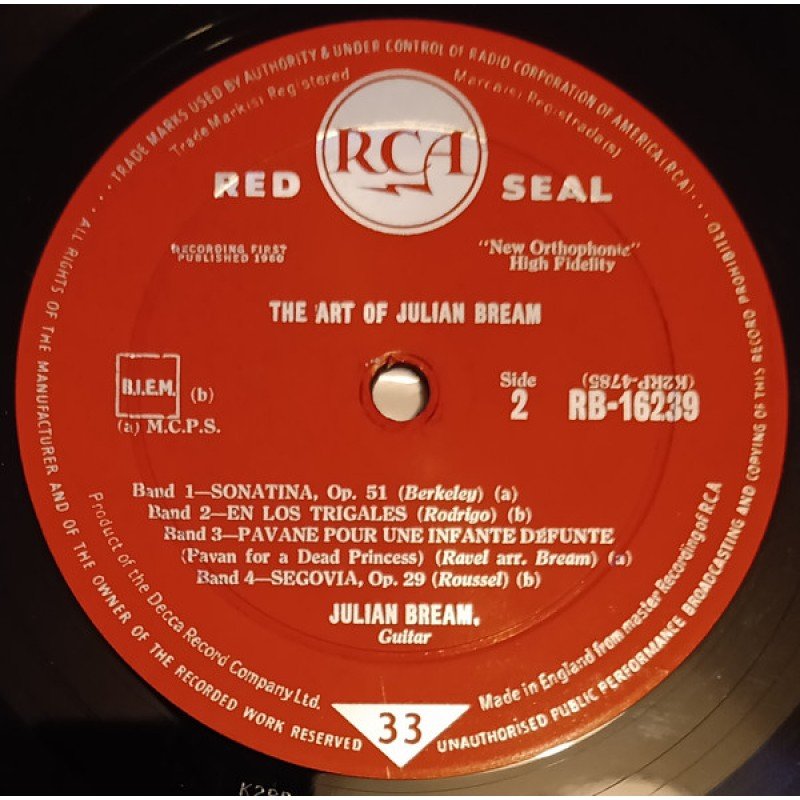 TRADE MARKS USED BY AUTHORITY & UNDER CONTROL OF RADIO CORPORATION OF AMERICA (RCA)....
Trade Mark(s) Registered
Marca(s) Registrada(s)
RCA
RED SEAL
RECORDING FIRST
PUBLISHED 1960
"New Orthophonic"
High Fidelity
THE ART OF JULIAN BREAM
B.I.E.M. (b)
(a) M.C.P.S.
Side
2
(K2RP-4785)
RB-16239
Band 1—SONATINA, Op. 51 (Berkeley) (a)
Band 2—EN LOS TRIGALES (Rodrigo) (b)
Band 3—PAVANE POUR UNE INFANTE DÉFUNTE
(Pavan for a Dead Princess) (Ravel arr. Bream) (a)
Band 4—SEGOVIA, Op. 29 (Roussel) (b)
JULIAN BREAM,
Guitar
Product of the Decca Record Company Ltd.
Made in England from master Recording of RCA
33
....ALL RIGHTS OF THE MANUFACTURER AND OF THE OWNER OF THE RECORDED WORK RESERVED
UNAUTHORISED PUBLIC PERFORMANCE BROADCASTING AND COPYING OF THIS RECORD PROHIBITED